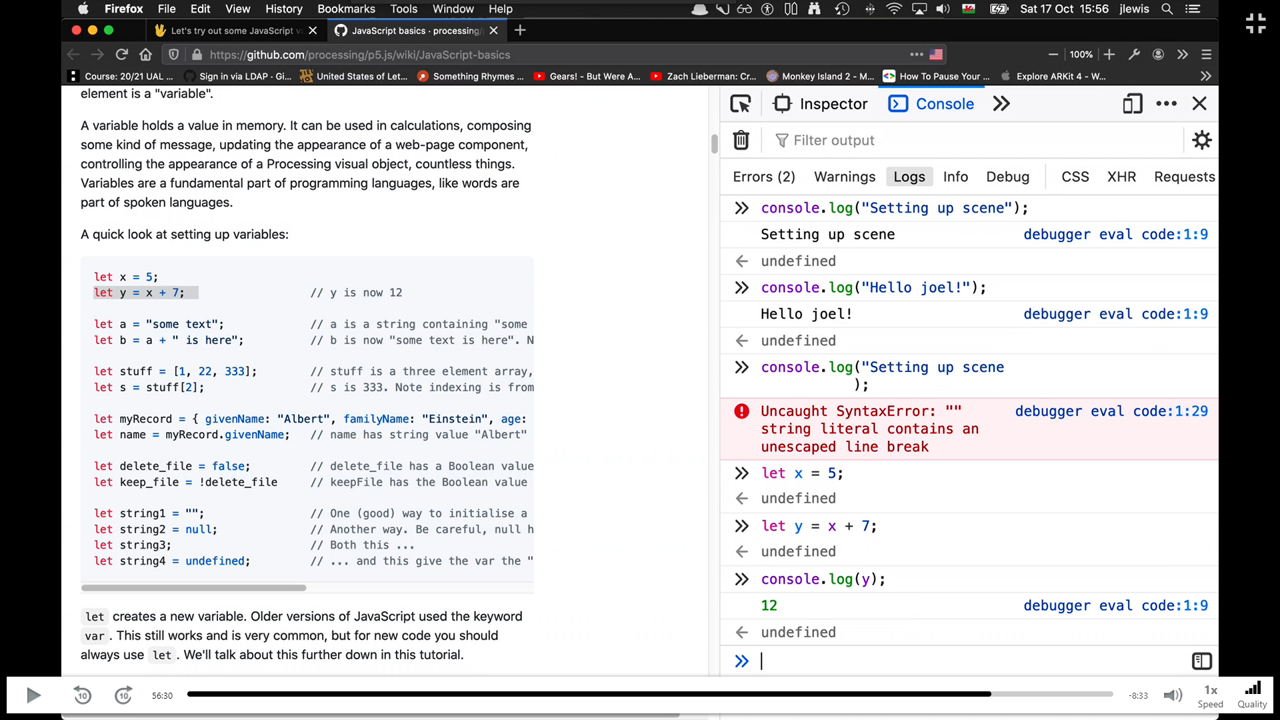 Firefox File Edit View History Bookmarks Tools Window Help Sat 17 Oct 15:56 jlewis
Let's try out some JavaScript v JavaScript basics · processing/
https://github.com/processing/p5.js/wiki/JavaScript-basics 100%
Course: 20/21 UAL ... Sign in via LDAP · Gi... United States of Let... Something Rhymes ... Gears! - But Were A... Zach Lieberman: Cr... Monkey Island 2 - M... How To Pause Your ... Explore ARKit 4 - W...
element is a "variable".
A variable holds a value in memory. It can be used in calculations, composing
some kind of message, updating the appearance of a web-page component,
controlling the appearance of a Processing visual object, countless things.
Variables are a fundamental part of programming languages, like words are
part of spoken languages.
A quick look at setting up variables:
let x = 5;
let y = x + 7; // y is now 12
let a = "some text"; // a is a string containing "some
let b = a + " is here"; // b is now "some text is here". N
let stuff = [1, 22, 333]; // stuff is a three element array,
let s = stuff[2]; // s is 333. Note indexing is from
let myRecord = { givenName: "Albert", familyName: "Einstein", age:
let name = myRecord.givenName; // name has string value "Albert"
let delete_file = false; // delete_file has a Boolean value
let keep_file = !delete_file // keepFile has the Boolean value
let string1 = ""; // One (good) way to initialise a
let string2 = null; // Another way. Be careful, null h
let string3; // Both this ...
let string4 = undefined; // ... and this give the var the "
let creates a new variable. Older versions of JavaScript used the keyword
var . This still works and is very common, but for new code you should
always use let . We'll talk about this further down in this tutorial.
Inspector Console
Filter output
Errors (2) Warnings Logs Info Debug CSS XHR Requests
console.log("Setting up scene");
Setting up scene debugger eval code:1:9
undefined
console.log("Hello joel!");
Hello joel! debugger eval code:1:9
undefined
console.log("Setting up scene
);
Uncaught SyntaxError: "" debugger eval code:1:29
string literal contains an
unescaped line break
let x = 5;
undefined
let y = x + 7;
undefined
console.log(y);
12 debugger eval code:1:9
undefined
10 10 56:30 -8:33 1x Speed Quality